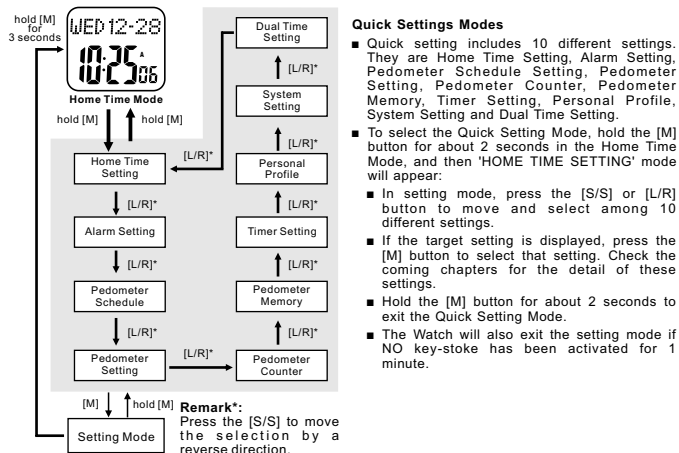 hold [M]
for
3 seconds
WED 12-28
10:25 A 06
Home Time Mode
hold [M]
hold [M]
Home Time
Setting
[L/R]*
Alarm Setting
[L/R]*
Pedometer
Schedule
[L/R]*
Pedometer
Setting
[L/R]*
Pedometer
Counter
[L/R]*
Pedometer
Memory
[L/R]*
Timer Setting
[L/R]*
Personal
Profile
[L/R]*
System
Setting
[L/R]*
Dual Time
Setting
[L/R]*
[M]
hold [M]
Setting Mode
Remark*:
Press the [S/S] to move
the selection by a
reverse direction.
Quick Settings Modes
■ Quick setting includes 10 different settings.
They are Home Time Setting, Alarm Setting,
Pedometer Schedule Setting, Pedometer
Setting, Pedometer Counter, Pedometer
Memory, Timer Setting, Personal Profile,
System Setting and Dual Time Setting.
■ To select the Quick Setting Mode, hold the [M]
button for about 2 seconds in the Home Time
Mode, and then 'HOME TIME SETTING' mode
will appear:
■ In setting mode, press the [S/S] or [L/R]
button to move and select among 10
different settings.
■ If the target setting is displayed, press the
[M] button to select that setting. Check the
coming chapters for the detail of these
settings.
■ Hold the [M] button for about 2 seconds to
exit the Quick Setting Mode.
■ The Watch will also exit the setting mode if
NO key-stoke has been activated for 1
minute.